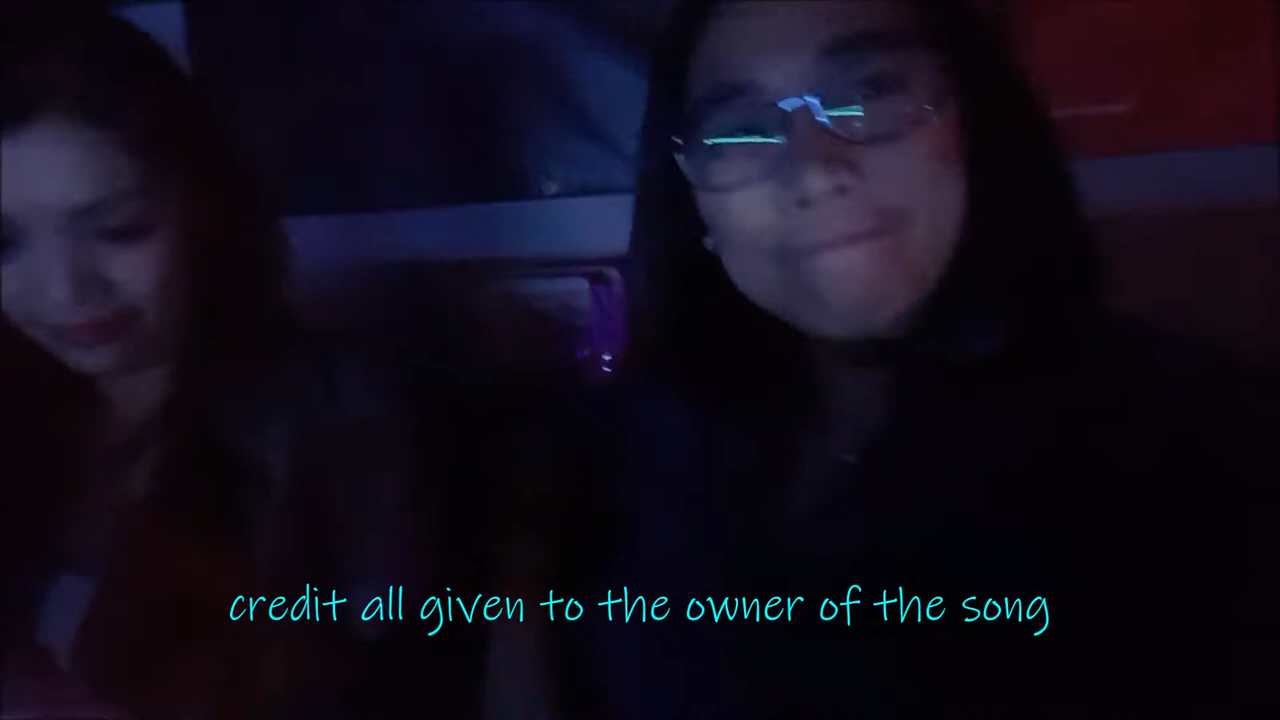 credit all given to the owner of the song